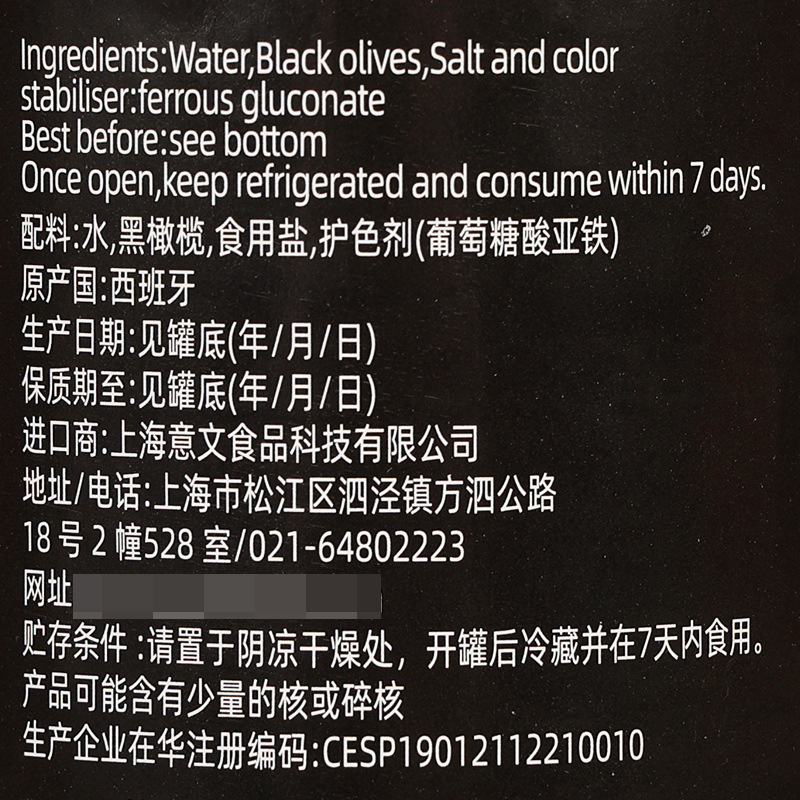 Ingredients:Water,Black olives,Salt and color
stabiliser:ferrous gluconate
Best before:see bottom
Once open,keep refrigerated and consume within 7 days.
配料:水,黑橄榄,食用盐,护色剂(葡萄糖酸亚铁)
原产国:西班牙
生产日期:见罐底(年/月/日)
保质期至:见罐底(年/月/日)
进口商:上海意文食品科技有限公司
地址/电话:上海市松江区泗泾镇方泗公路
18号2幢528室/021-64802223
网址
贮存条件:请置于阴凉干燥处，开罐后冷藏并在7天内食用。
产品可能含有少量的核或碎核
生产企业在华注册编码:CESP19012112210010